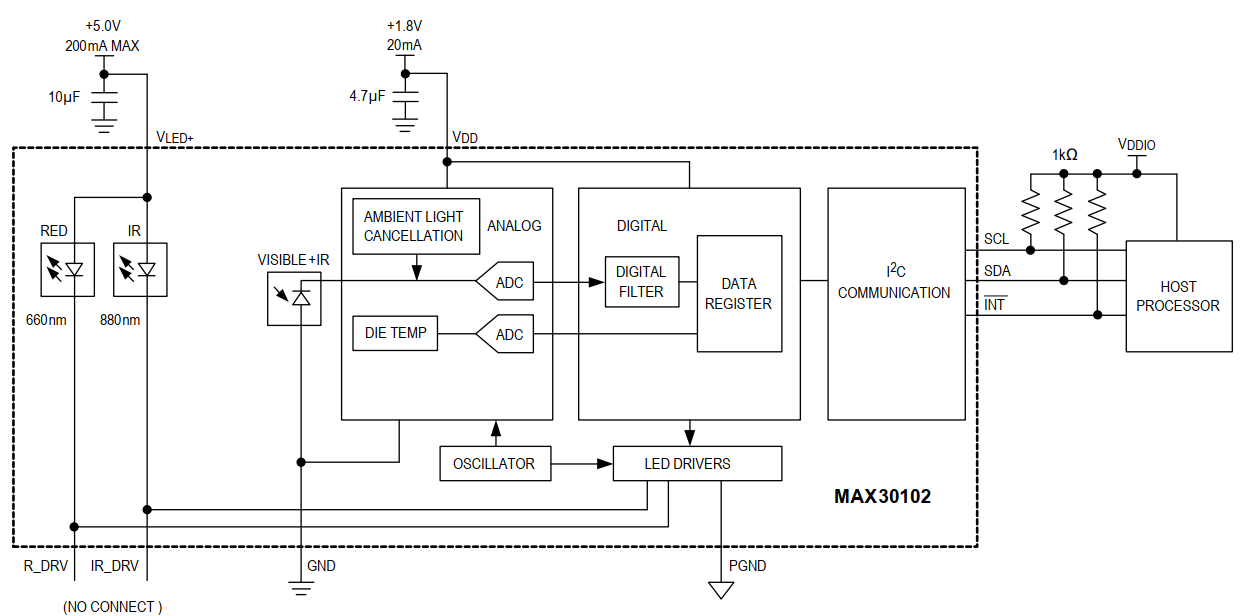 +5.0V
200mA MAX
10µF
VLED+
+1.8V
20mA
4.7µF
VDD
VDDIO
1kΩ
RED
IR
660nm
880nm
VISIBLE+IR
AMBIENT LIGHT
CANCELLATION
ANALOG
ADC
DIE TEMP
ADC
DIGITAL
DIGITAL
FILTER
DATA
REGISTER
I²C
COMMUNICATION
SCL
SDA
INT
HOST
PROCESSOR
OSCILLATOR
LED DRIVERS
MAX30102
R_DRV
IR_DRV
GND
PGND
(NO CONNECT )